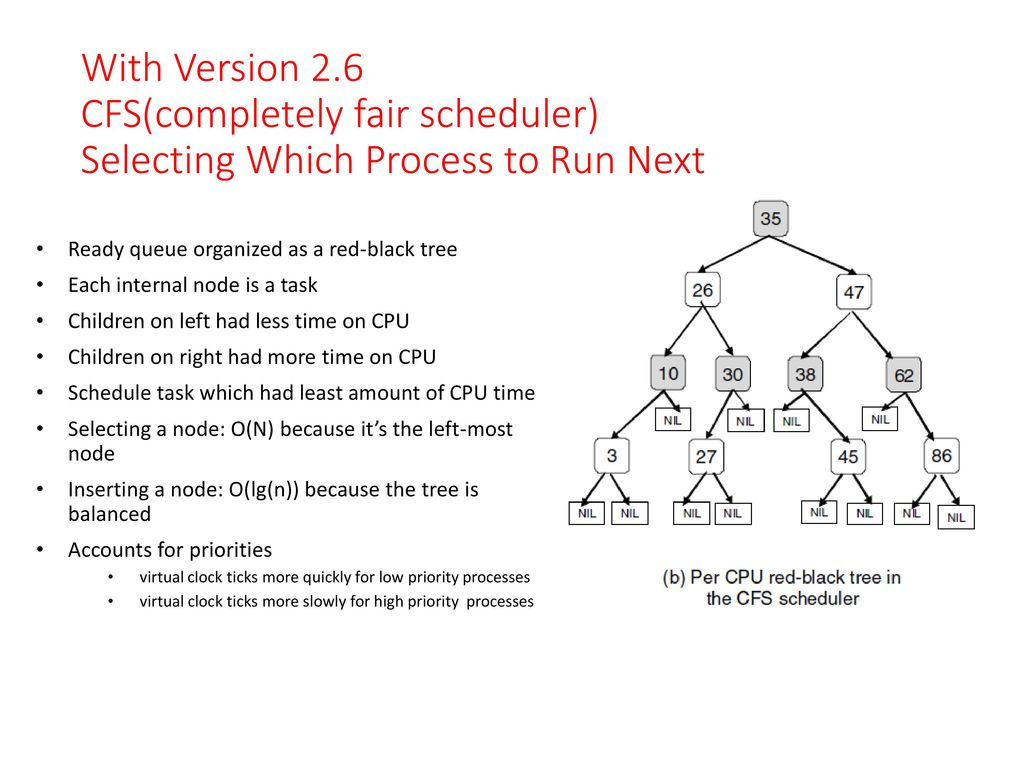 With Version 2.6
CFS(completely fair scheduler)
Selecting Which Process to Run Next
• Ready queue organized as a red-black tree
• Each internal node is a task
• Children on left had less time on CPU
• Children on right had more time on CPU
• Schedule task which had least amount of CPU time
• Selecting a node: O(N) because it’s the left-most
node
• Inserting a node: O(lg(n)) because the tree is
balanced
• Accounts for priorities
• virtual clock ticks more quickly for low priority processes
• virtual clock ticks more slowly for high priority processes
35
26 47
10 30 38 62
NIL NIL NIL NIL
3 27 45 86
NIL NIL NIL NIL NIL NIL NIL NIL
(b) Per CPU red-black tree in
the CFS scheduler